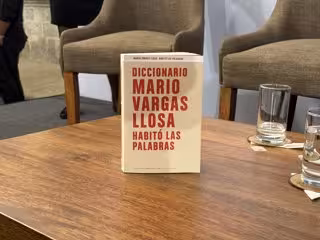 DICCIONARIO
MARIO
VARGAS
LLOSA
HABITÓ LAS
PALABRAS